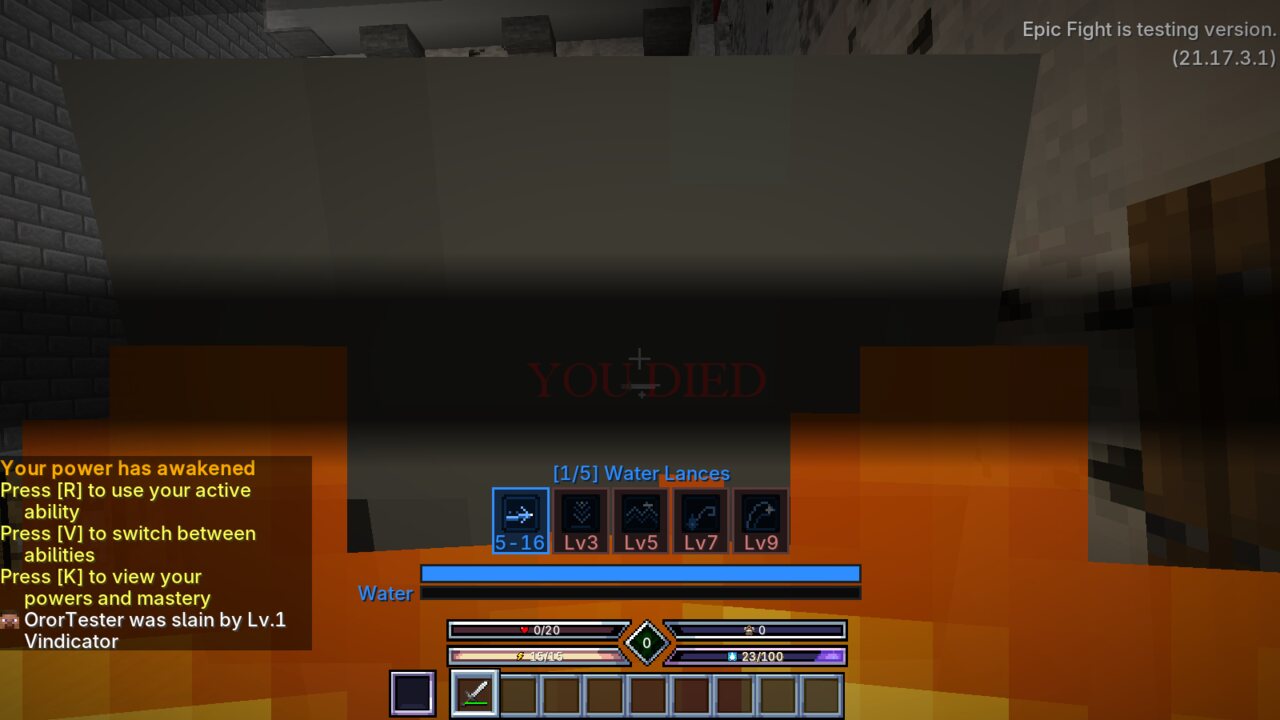 Epic Fight is testing version.
(21.17.3.1)
YOU DIED
[1/5] Water Lances
5-16 Lv3 Lv5 Lv7 Lv9
Water
Your power has awakened
Press [R] to use your active
ability
Press [V] to switch between
abilities
Press [K] to view your
powers and mastery
OrorTester was slain by Lv.1
Vindicator
0/20 0 0
15/15 23/100